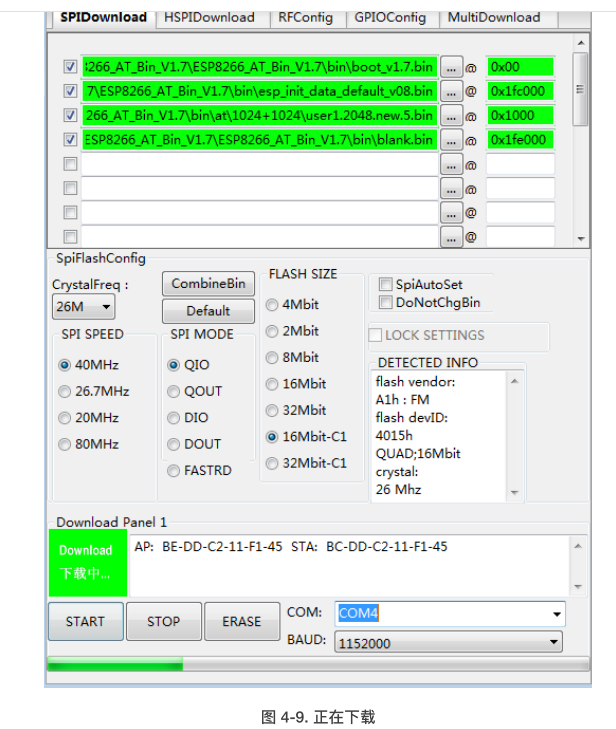 SPIDownload HSPIDownload RFConfig GPIOConfig MultiDownload
:266_AT_Bin_V1.7\ESP8266_AT_Bin_V1.7\bin\boot_v1.7.bin ... @ 0x00
7\ESP8266_AT_Bin_V1.7\bin\esp_init_data_default_v08.bin ... @ 0x1fc000
266_AT_Bin_V1.7\bin\at\1024+1024\user1.2048.new.5.bin ... @ 0x1000
ESP8266_AT_Bin_V1.7\ESP8266_AT_Bin_V1.7\bin\blank.bin ... @ 0x1fe000
... @
... @
... @
... @
SpiFlashConfig
CrystalFreq :
26M
CombineBin
Default
SPI SPEED
40MHz
26.7MHz
20MHz
80MHz
SPI MODE
QIO
QOUT
DIO
DOUT
FASTRD
FLASH SIZE
4Mbit
2Mbit
8Mbit
16Mbit
32Mbit
16Mbit-C1
32Mbit-C1
SpiAutoSet
DoNotChgBin
LOCK SETTINGS
DETECTED INFO
flash vendor:
A1h : FM
flash devID:
4015h
QUAD;16Mbit
crystal:
26 Mhz
Download Panel 1
Download
下载中...
AP: BE-DD-C2-11-F1-45 STA: BC-DD-C2-11-F1-45
START STOP ERASE
COM: COM4
BAUD: 1152000
图 4-9. 正在下载